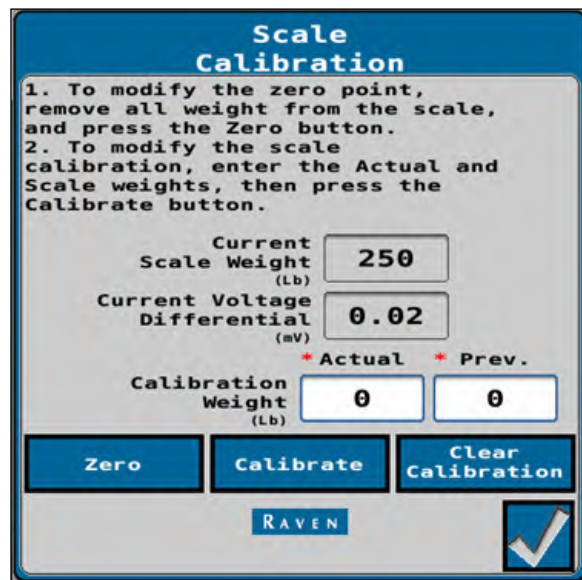 Scale
Calibration
1. To modify the zero point,
remove all weight from the scale,
and press the Zero button.
2. To modify the scale
calibration, enter the Actual and
Scale weights, then press the
Calibrate button.
Current
Scale Weight
(Lb)
250
Current Voltage
Differential
(mV)
0.02
* Actual * Prev.
Calibration
Weight
(Lb)
0 0
Zero Calibrate Clear
Calibration
RAVEN